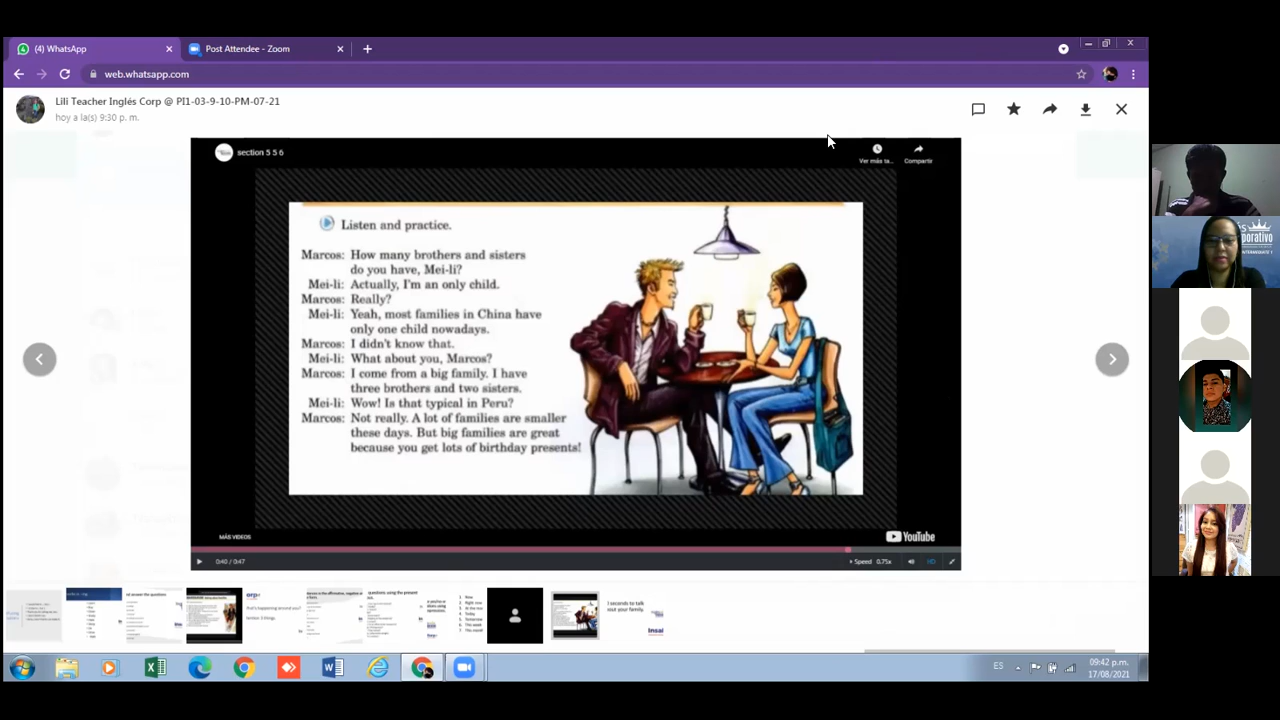 (4) WhatsApp
Post Attendee - Zoom
web.whatsapp.com
Lili Teacher Inglés Corp @ PI1-03-9-10-PM-07-21
hoy a la(s) 9:30 p. m.
section 5 5 6
Ver más ta...
Compartir
Listen and practice.
Marcos: How many brothers and sisters
do you have, Mei-li?
Mei-li: Actually, I'm an only child.
Marcos: Really?
Mei-li: Yeah, most families in China have
only one child nowadays.
Marcos: I didn't know that.
Mei-li: What about you, Marcos?
Marcos: I come from a big family. I have
three brothers and two sisters.
Mei-li: Wow! Is that typical in Peru?
Marcos: Not really. A lot of families are smaller
these days. But big families are great
because you get lots of birthday presents!
MÁS VIDEOS
YouTube
0:40 / 0:47
Speed 0.75x
HD
ES
09:42 p.m.
17/08/2021